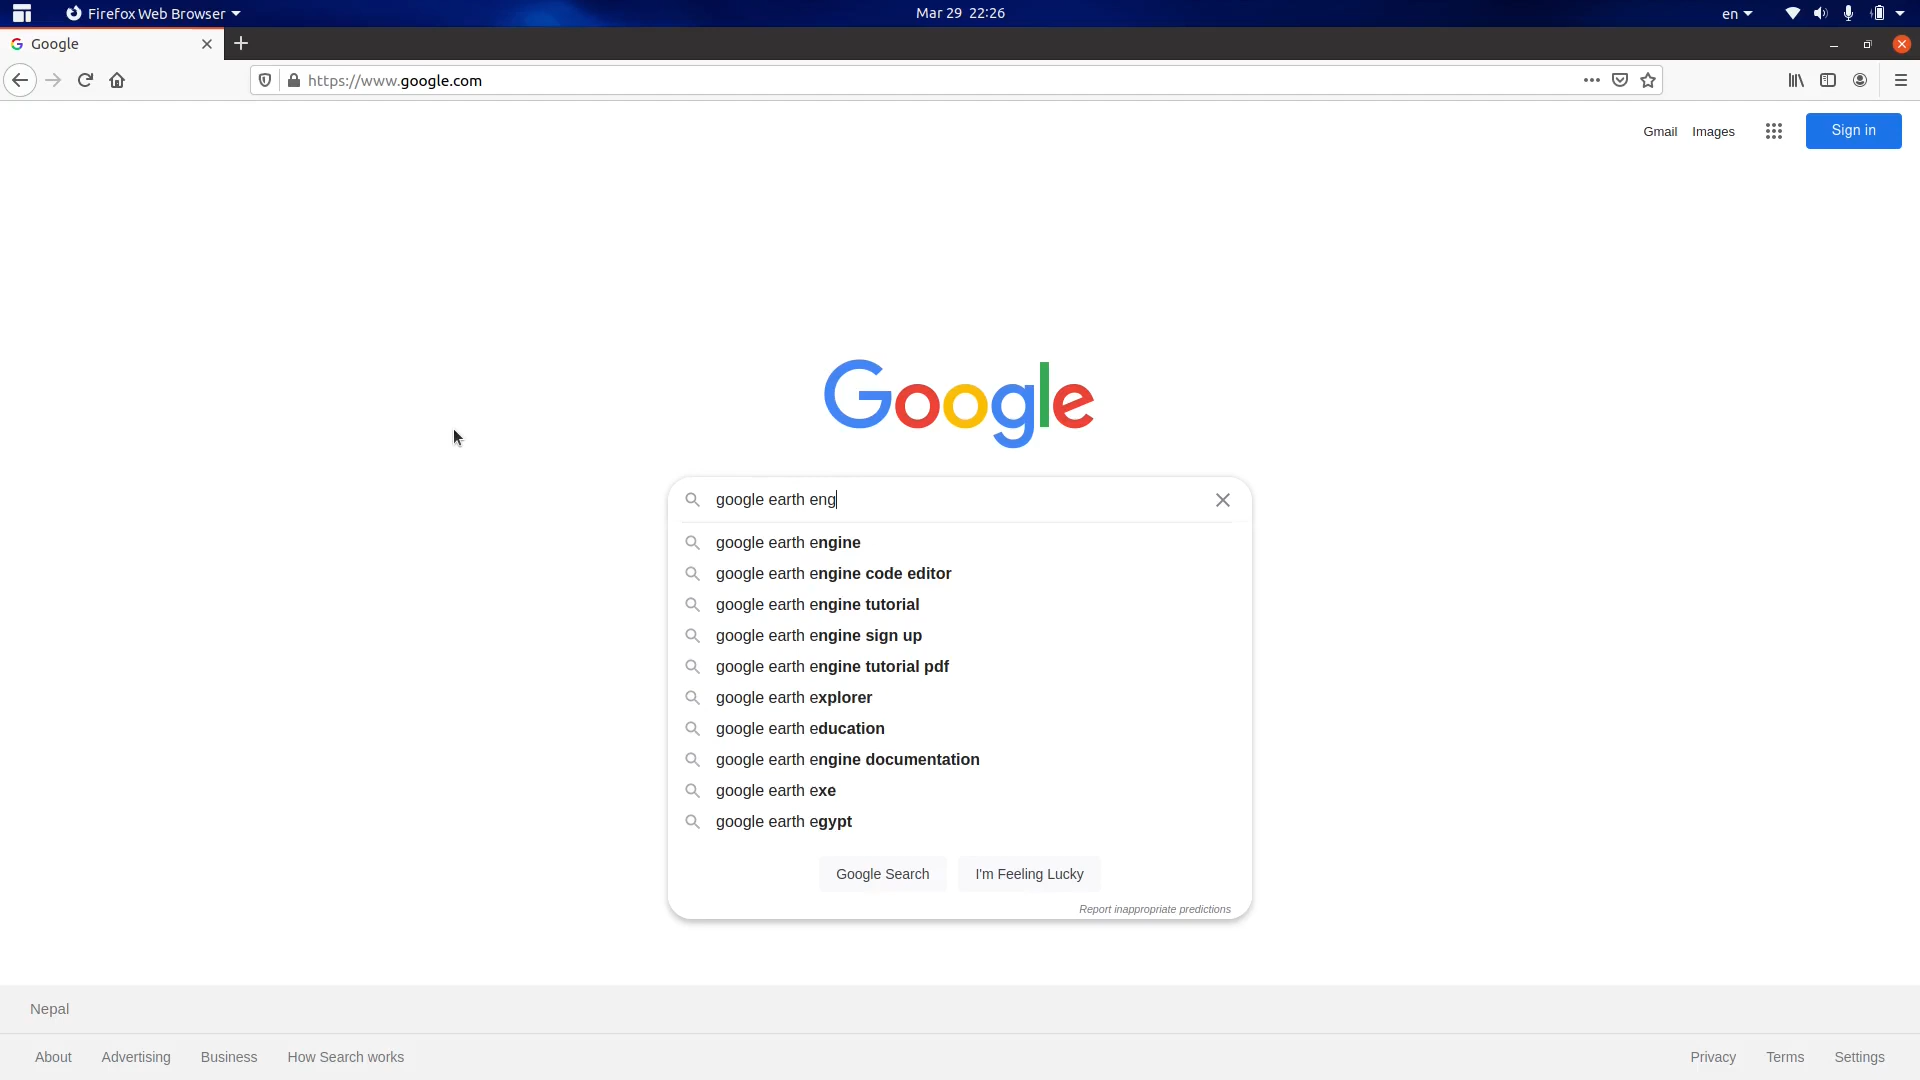 Firefox Web Browser
Mar 29 22:26
en
Google
https://www.google.com
Gmail Images Sign in
Google
google earth eng
google earth engine
google earth engine code editor
google earth engine tutorial
google earth engine sign up
google earth engine tutorial pdf
google earth explorer
google earth education
google earth engine documentation
google earth exe
google earth egypt
Google Search I'm Feeling Lucky
Report inappropriate predictions
Nepal
About Advertising Business How Search works Privacy Terms Settings